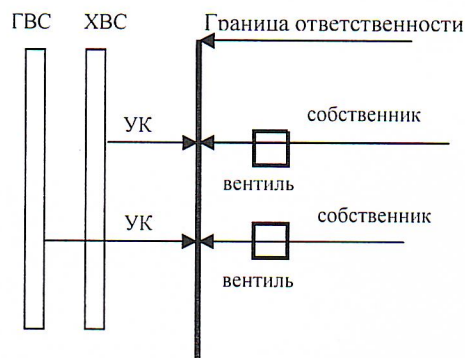 ГВС ХВС Граница ответственности
УК собственник
вентиль
УК собственник
вентиль